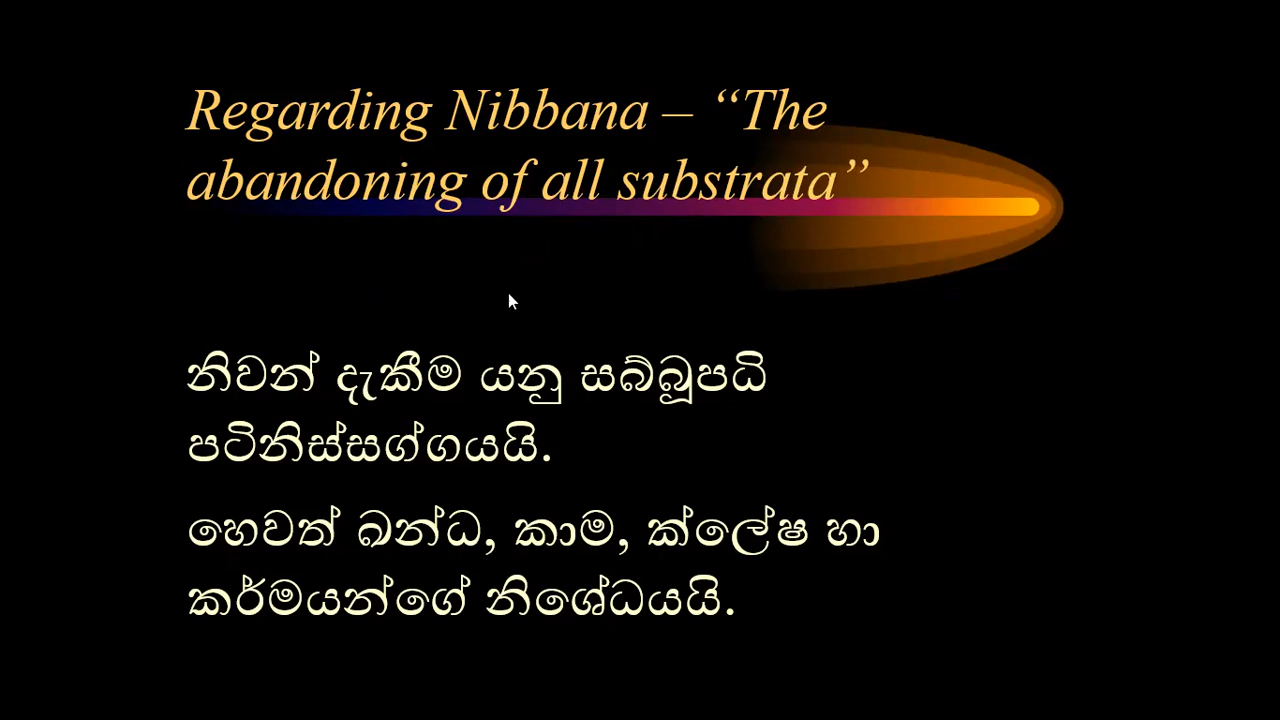 Regarding Nibbana – “The
abandoning of all substrata”
නිවන් දැකීම යනු සබ්බූපධි
පටිනිස්සග්ගයයි.
හෙවත් ඛන්ධ, කාම, ක්ලේෂ හා
කර්මයන්ගේ නිශේධයයි.